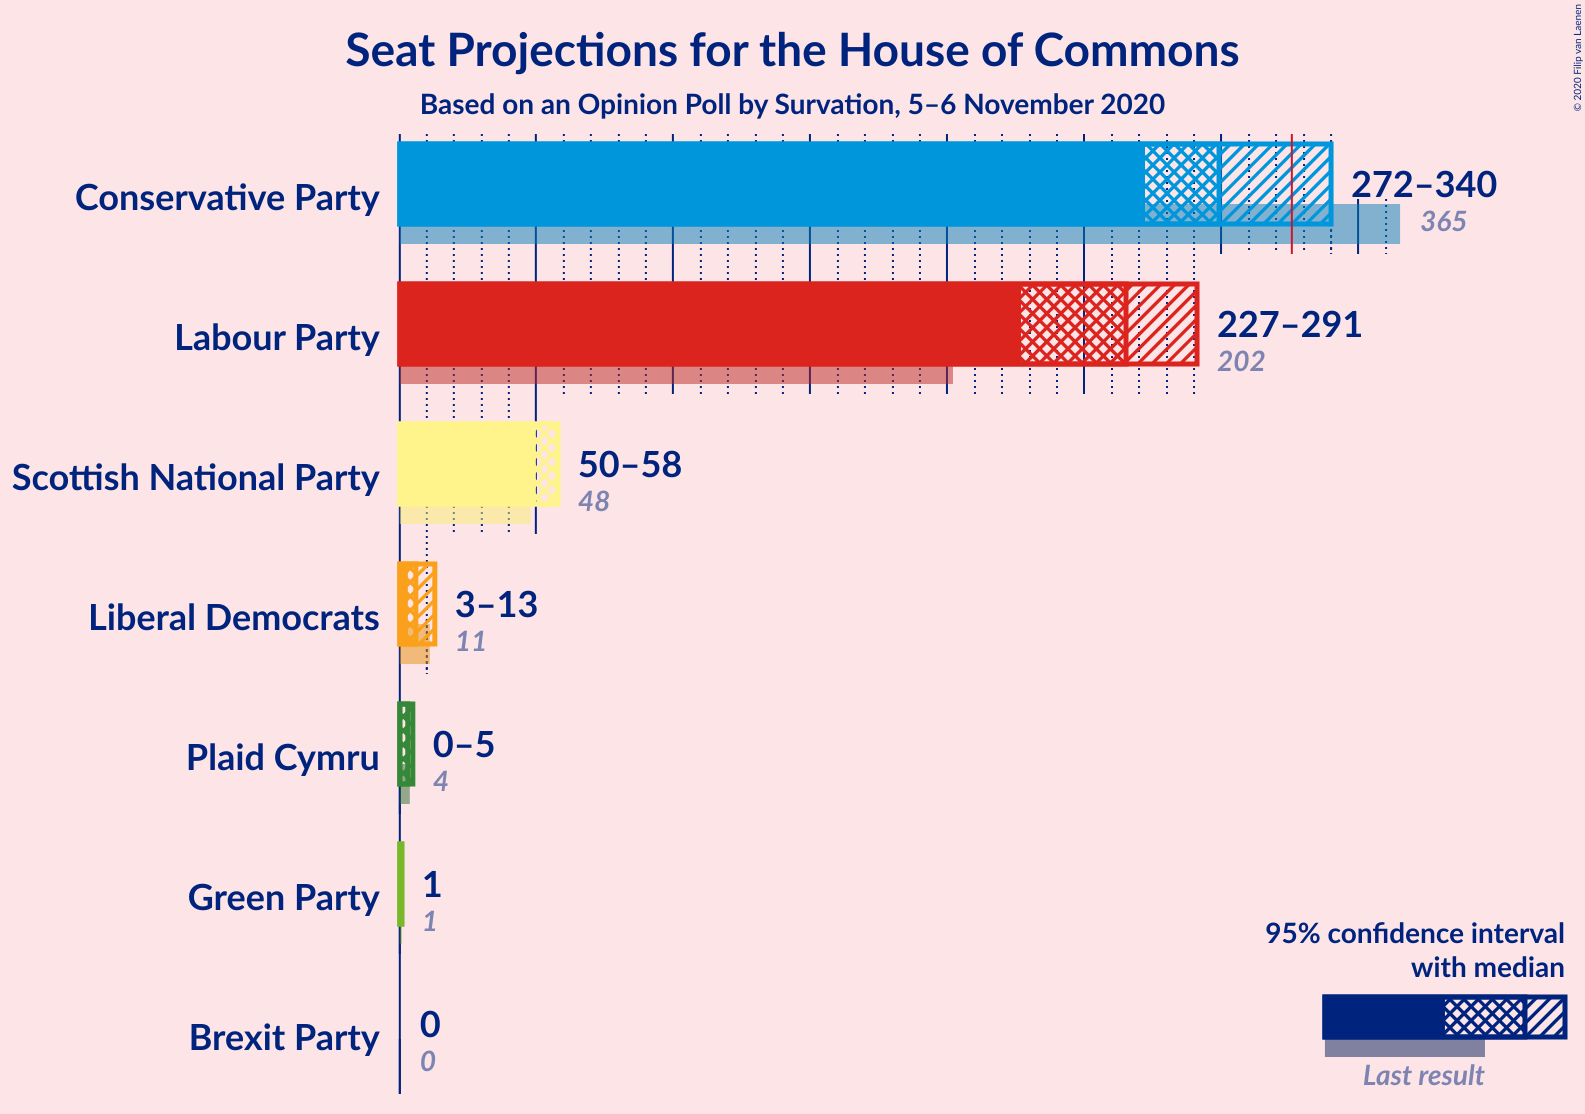 Seat Projections for the House of Commons
Based on an Opinion Poll by Survation, 5–6 November 2020
© 2020 Filip van Laenen
Conservative Party
272–340
365
Labour Party
227–291
202
Scottish National Party
50–58
48
Liberal Democrats
3–13
11
Plaid Cymru
0–5
4
Green Party
1
1
Brexit Party
0
0
95% confidence interval
with median
Last result